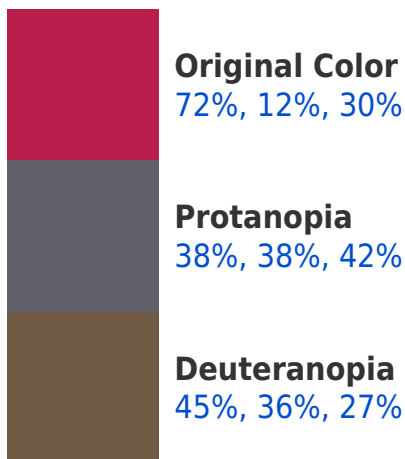 Original Color
72%, 12%, 30%
Protanopia
38%, 38%, 42%
Deuteranopia
45%, 36%, 27%